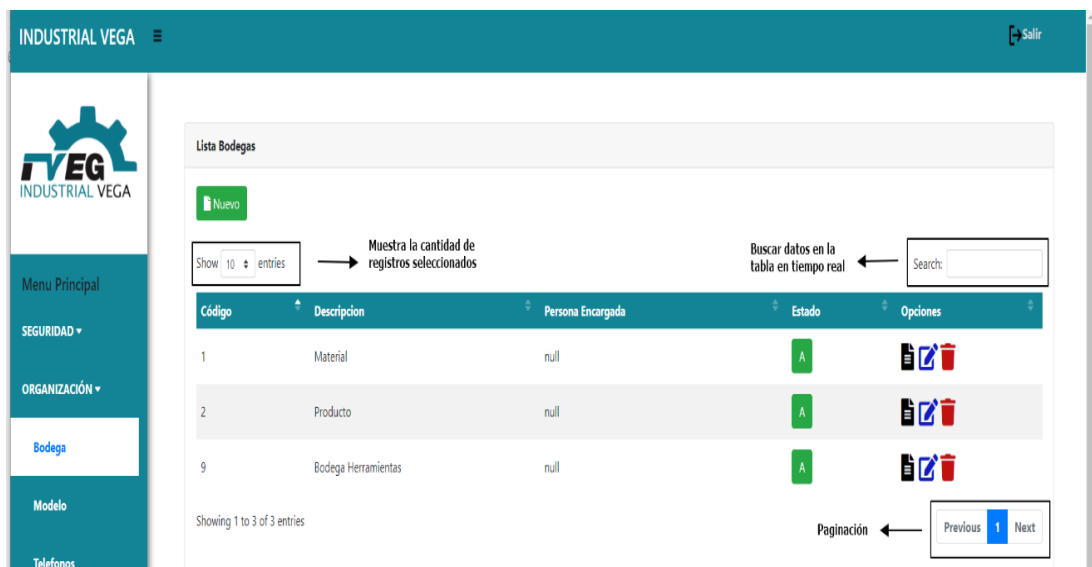 INDUSTRIAL VEGA
Salir
IVEG
INDUSTRIAL VEGA
Menu Principal
SEGURIDAD
ORGANIZACIÓN
Bodega
Modelo
Telefonos
Lista Bodegas
Nuevo
Show 10 entries
Muestra la cantidad de
registros seleccionados
Buscar datos en la
tabla en tiempo real
Search:
Código Descripcion Persona Encargada Estado Opciones
1 Material null A
2 Producto null A
9 Bodega Herramientas null A
Showing 1 to 3 of 3 entries
Paginación
Previous 1 Next